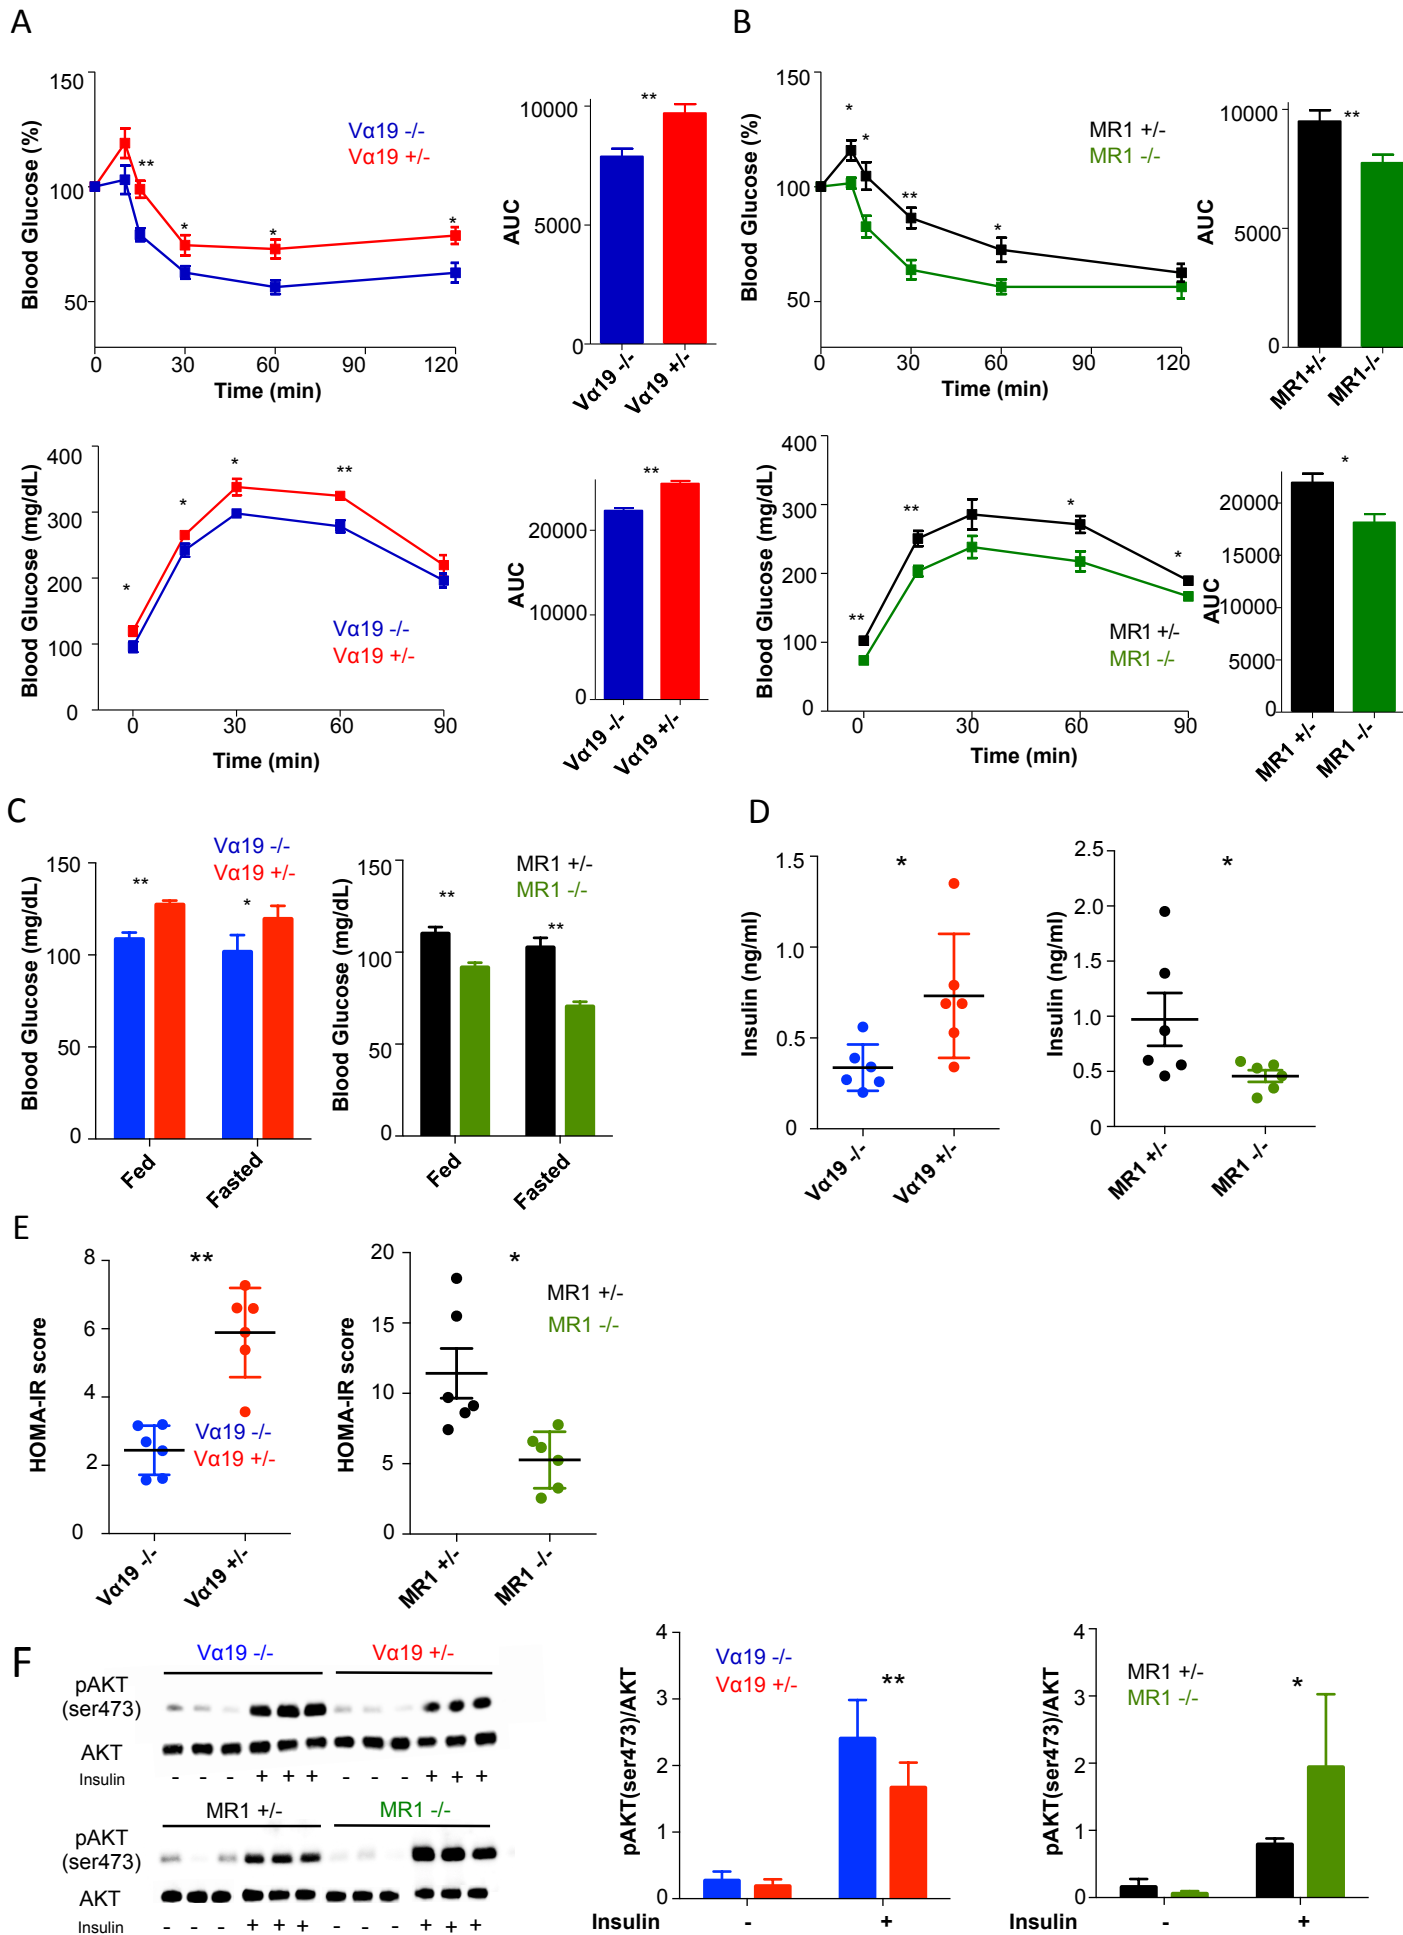 A
150
100
50
Blood Glucose (%)
0
30
60
90
120
Time (min)
Vα19 -/-
Vα19 +/-
**
*
*
*
10000
5000
0
AUC
**
Vα19 -/-
Vα19 +/-
B
150
100
50
Blood Glucose (%)
0
30
60
120
Time (min)
MR1 +/-
MR1 -/-
*
*
**
*
10000
5000
0
AUC
**
MR1+/-
MR1-/-
400
300
200
100
0
Blood Glucose (mg/dL)
0
30
60
90
Time (min)
*
*
*
**
Vα19 -/-
Vα19 +/-
20000
10000
0
AUC
**
Vα19 -/-
Vα19 +/-
400
300
200
100
0
Blood Glucose (mg/dL)
0
30
60
90
Time (min)
**
**
*
*
MR1 +/-
MR1 -/-
20000
15000
10000
5000
0
AUC
*
MR1 +/-
MR1 -/-
C
Vα19 -/-
Vα19 +/-
150
100
50
0
Blood Glucose (mg/dL)
**
*
Fed
Fasted
MR1 +/-
MR1 -/-
150
100
50
0
Blood Glucose (mg/dL)
**
**
Fed
Fasted
D
1.5
1.0
0.5
0
Insulin (ng/ml)
*
Vα19 -/-
Vα19 +/-
2.5
2.0
1.5
1.0
0.5
0
Insulin (ng/ml)
*
MR1 +/-
MR1 -/-
E
8
6
4
2
0
HOMA-IR score
**
Vα19 -/-
Vα19 +/-
Vα19 -/-
Vα19 +/-
20
15
10
5
0
HOMA-IR score
*
MR1 +/-
MR1 -/-
MR1 +/-
MR1 -/-
F
Vα19 -/- Vα19 +/-
pAKT
(ser473)
AKT
Insulin - - - + + + - - - + + +
MR1 +/- MR1 -/-
pAKT
(ser473)
AKT
Insulin - - - + + + - - - + + +
4
3
2
1
0
pAKT(ser473)/AKT
Vα19 -/-
Vα19 +/-
**
Insulin - +
4
3
2
1
0
pAKT(ser473)/AKT
MR1 +/-
MR1 -/-
*
Insulin - +